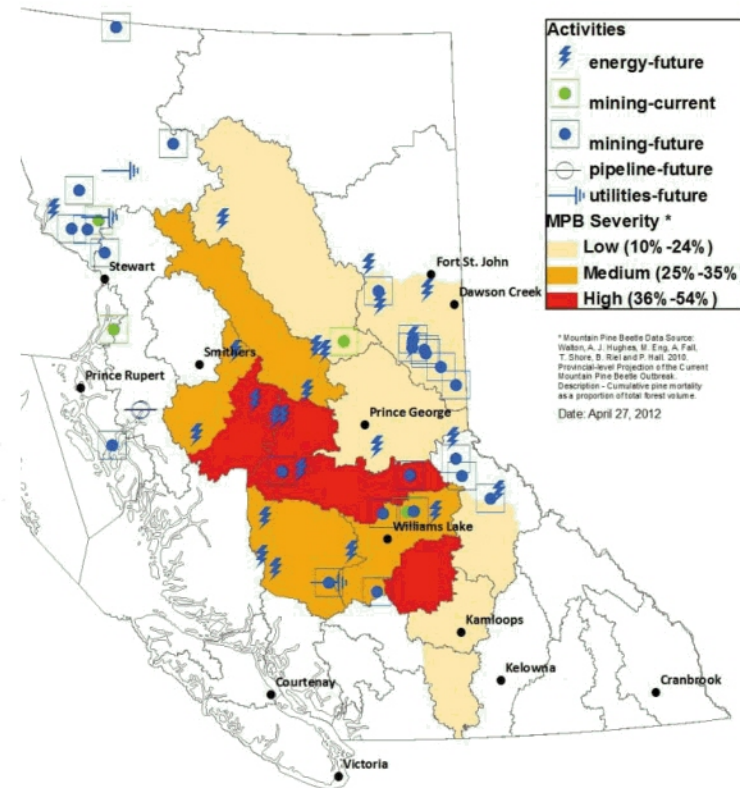 Activities
energy-future
mining-current
mining-future
pipeline-future
utilities-future
MPB Severity *
Low (10% -24%)
Medium (25% -35%
High (36% -54%)
* Mountain Pine Beetle Data Source:
Walton, A. J. Hughes, M. Eng, A. Fall,
T. Shore, B. Riel and P. Hall. 2010.
Provincial-level Projection of the Current
Mountain Pine Beetle Outbreak.
Description - Cumulative pine mortality
as a proportion of total forest volume.
Date: April 27, 2012
Fort St. John
Stewart
Dawson Creek
Smithers
Prince Rupert
Prince George
Williams Lake
Kamloops
Kelowna
Cranbrook
Courtenay
Victoria